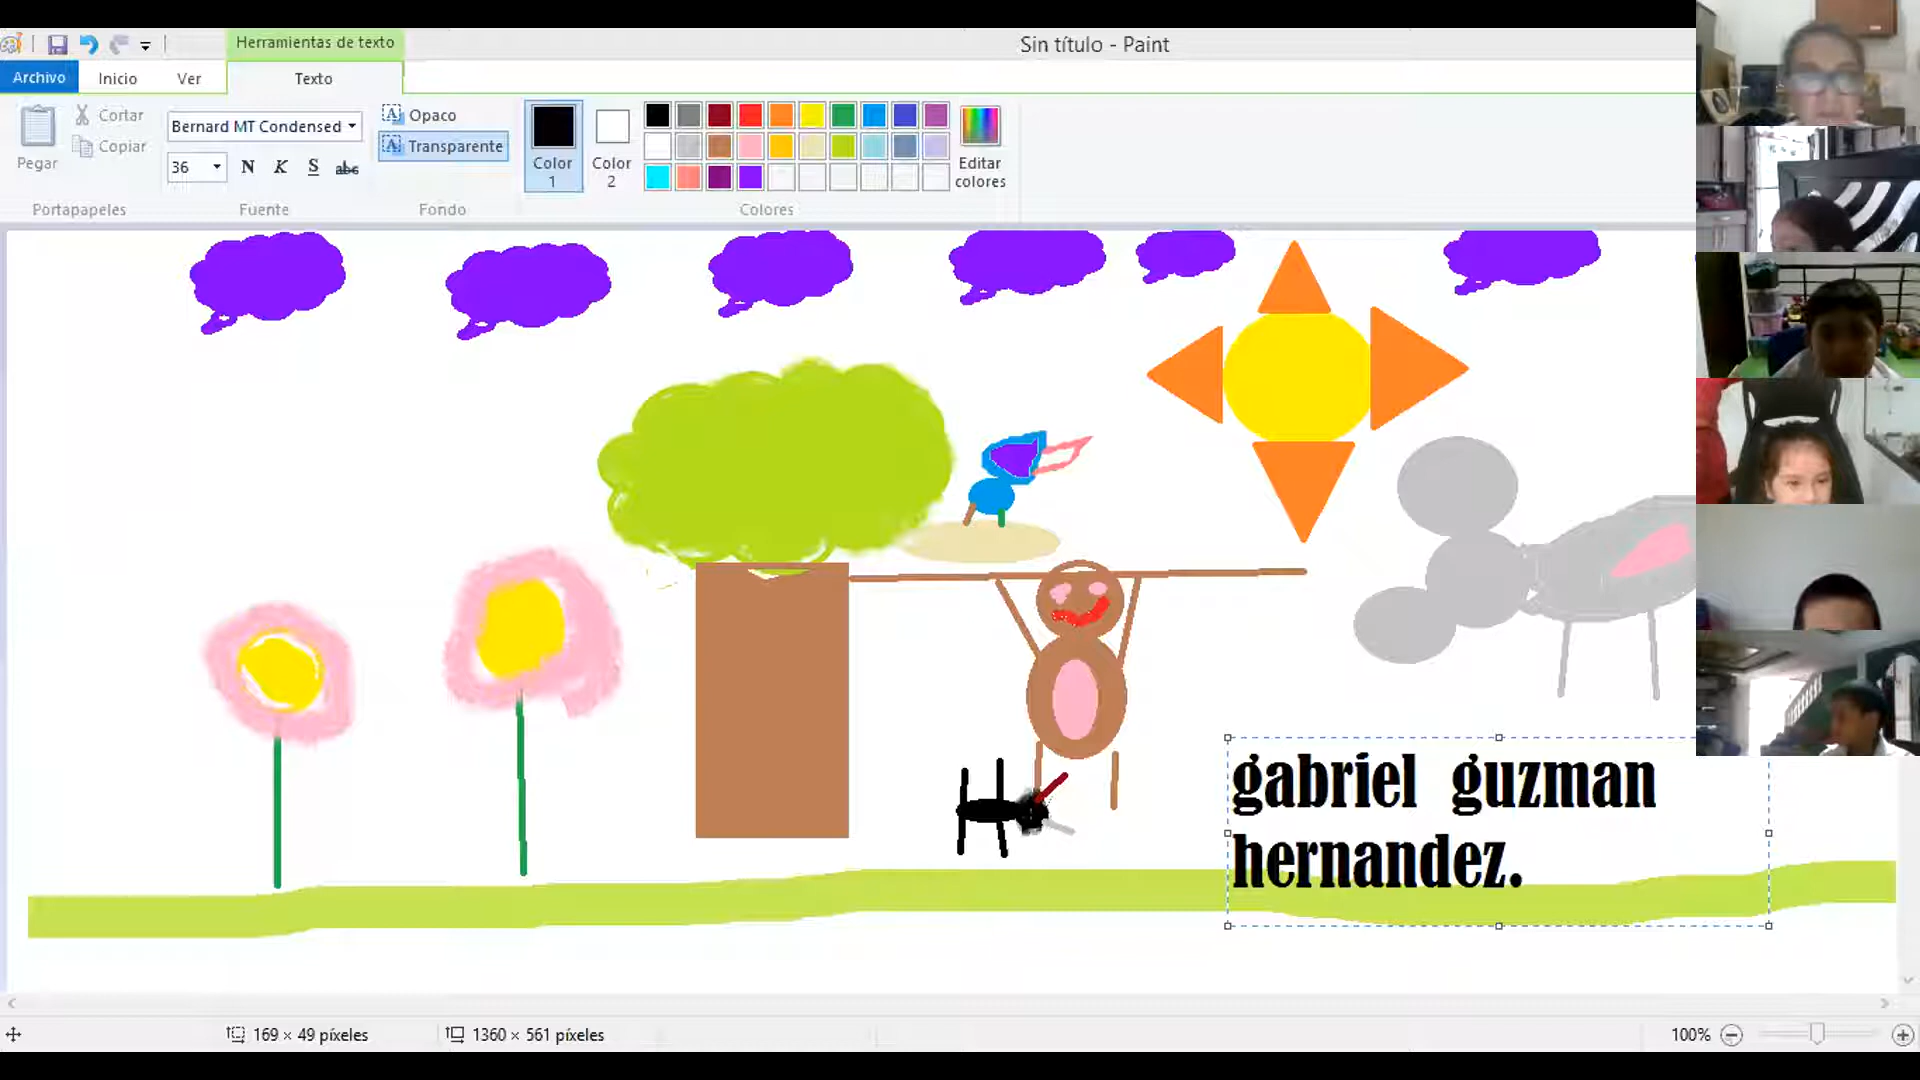 Herramientas de texto
Sin título - Paint
Archivo Inicio Ver Texto
Pegar
Cortar
Copiar
Portapapeles
Bernard MT Condensed
36 N K S abc
Fuente
Opaco
Transparente
Fondo
Color 1
Color 2
Editar colores
Colores
gabriel guzman
hernandez.
169 × 49 píxeles
1360 × 561 píxeles
100%